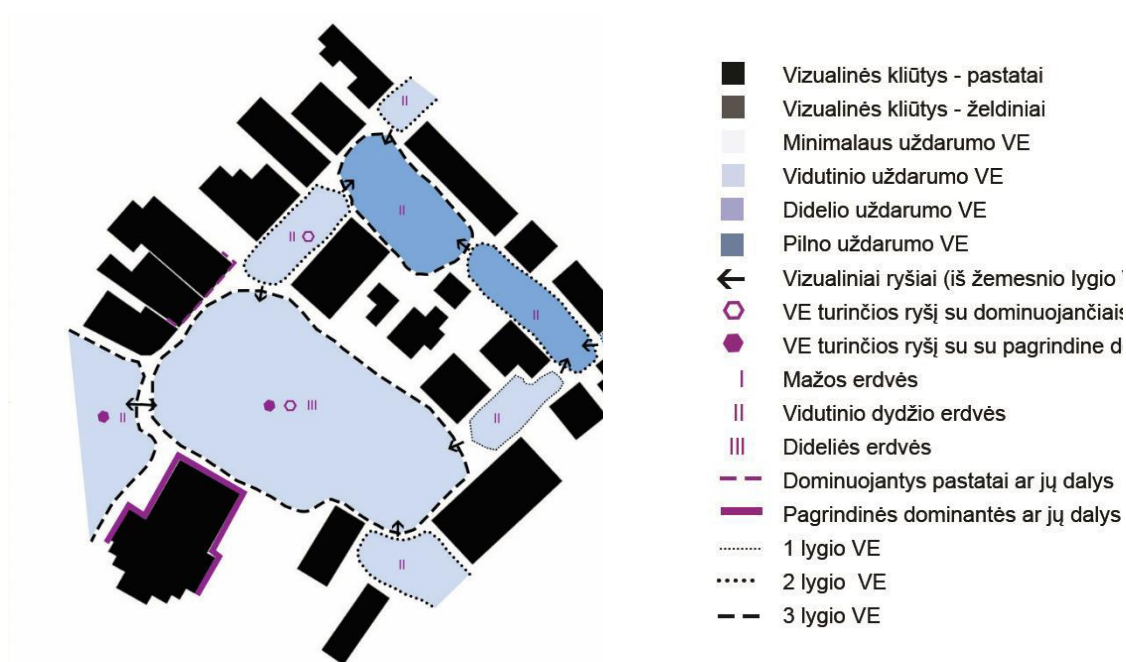 Vizualinės kliūtys - pastatai
Vizualinės kliūtys - želdiniai
Minimalaus uždarumo VE
Vidutinio uždarumo VE
Didelio uždarumo VE
Pilno uždarumo VE
Vizualiniai ryšiai (iš žemesnio lygio
VE turinčios ryšį su dominuojančiais
VE turinčios ryšį su su pagrindine d
Mažos erdvės
Vidutinio dydžio erdvės
Dideliės erdvės
Dominuojantys pastatai ar jų dalys
Pagrindinės dominantės ar jų dalys
1 lygio VE
2 lygio VE
3 lygio VE